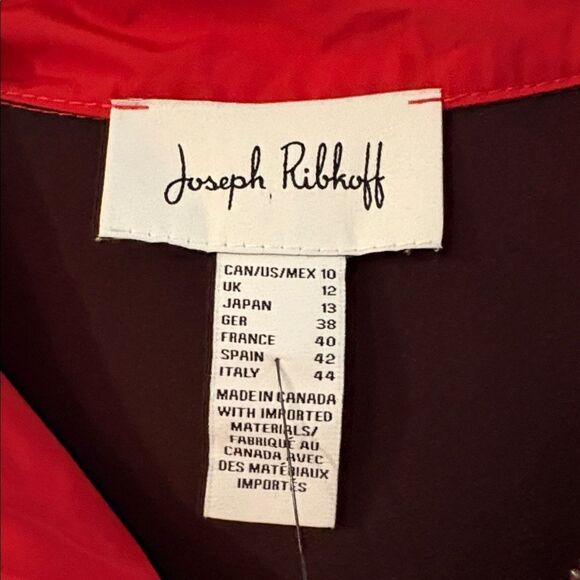 Joseph Ribkoff
CAN/US/MEX 10
UK 12
JAPAN 13
GER 38
FRANCE 40
SPAIN 42
ITALY 44
MADE IN CANADA
WITH IMPORTED
MATERIALS/
FABRIQUÉ AU
CANADA AVEC
DES MATÉRIAUX
IMPORTÉS